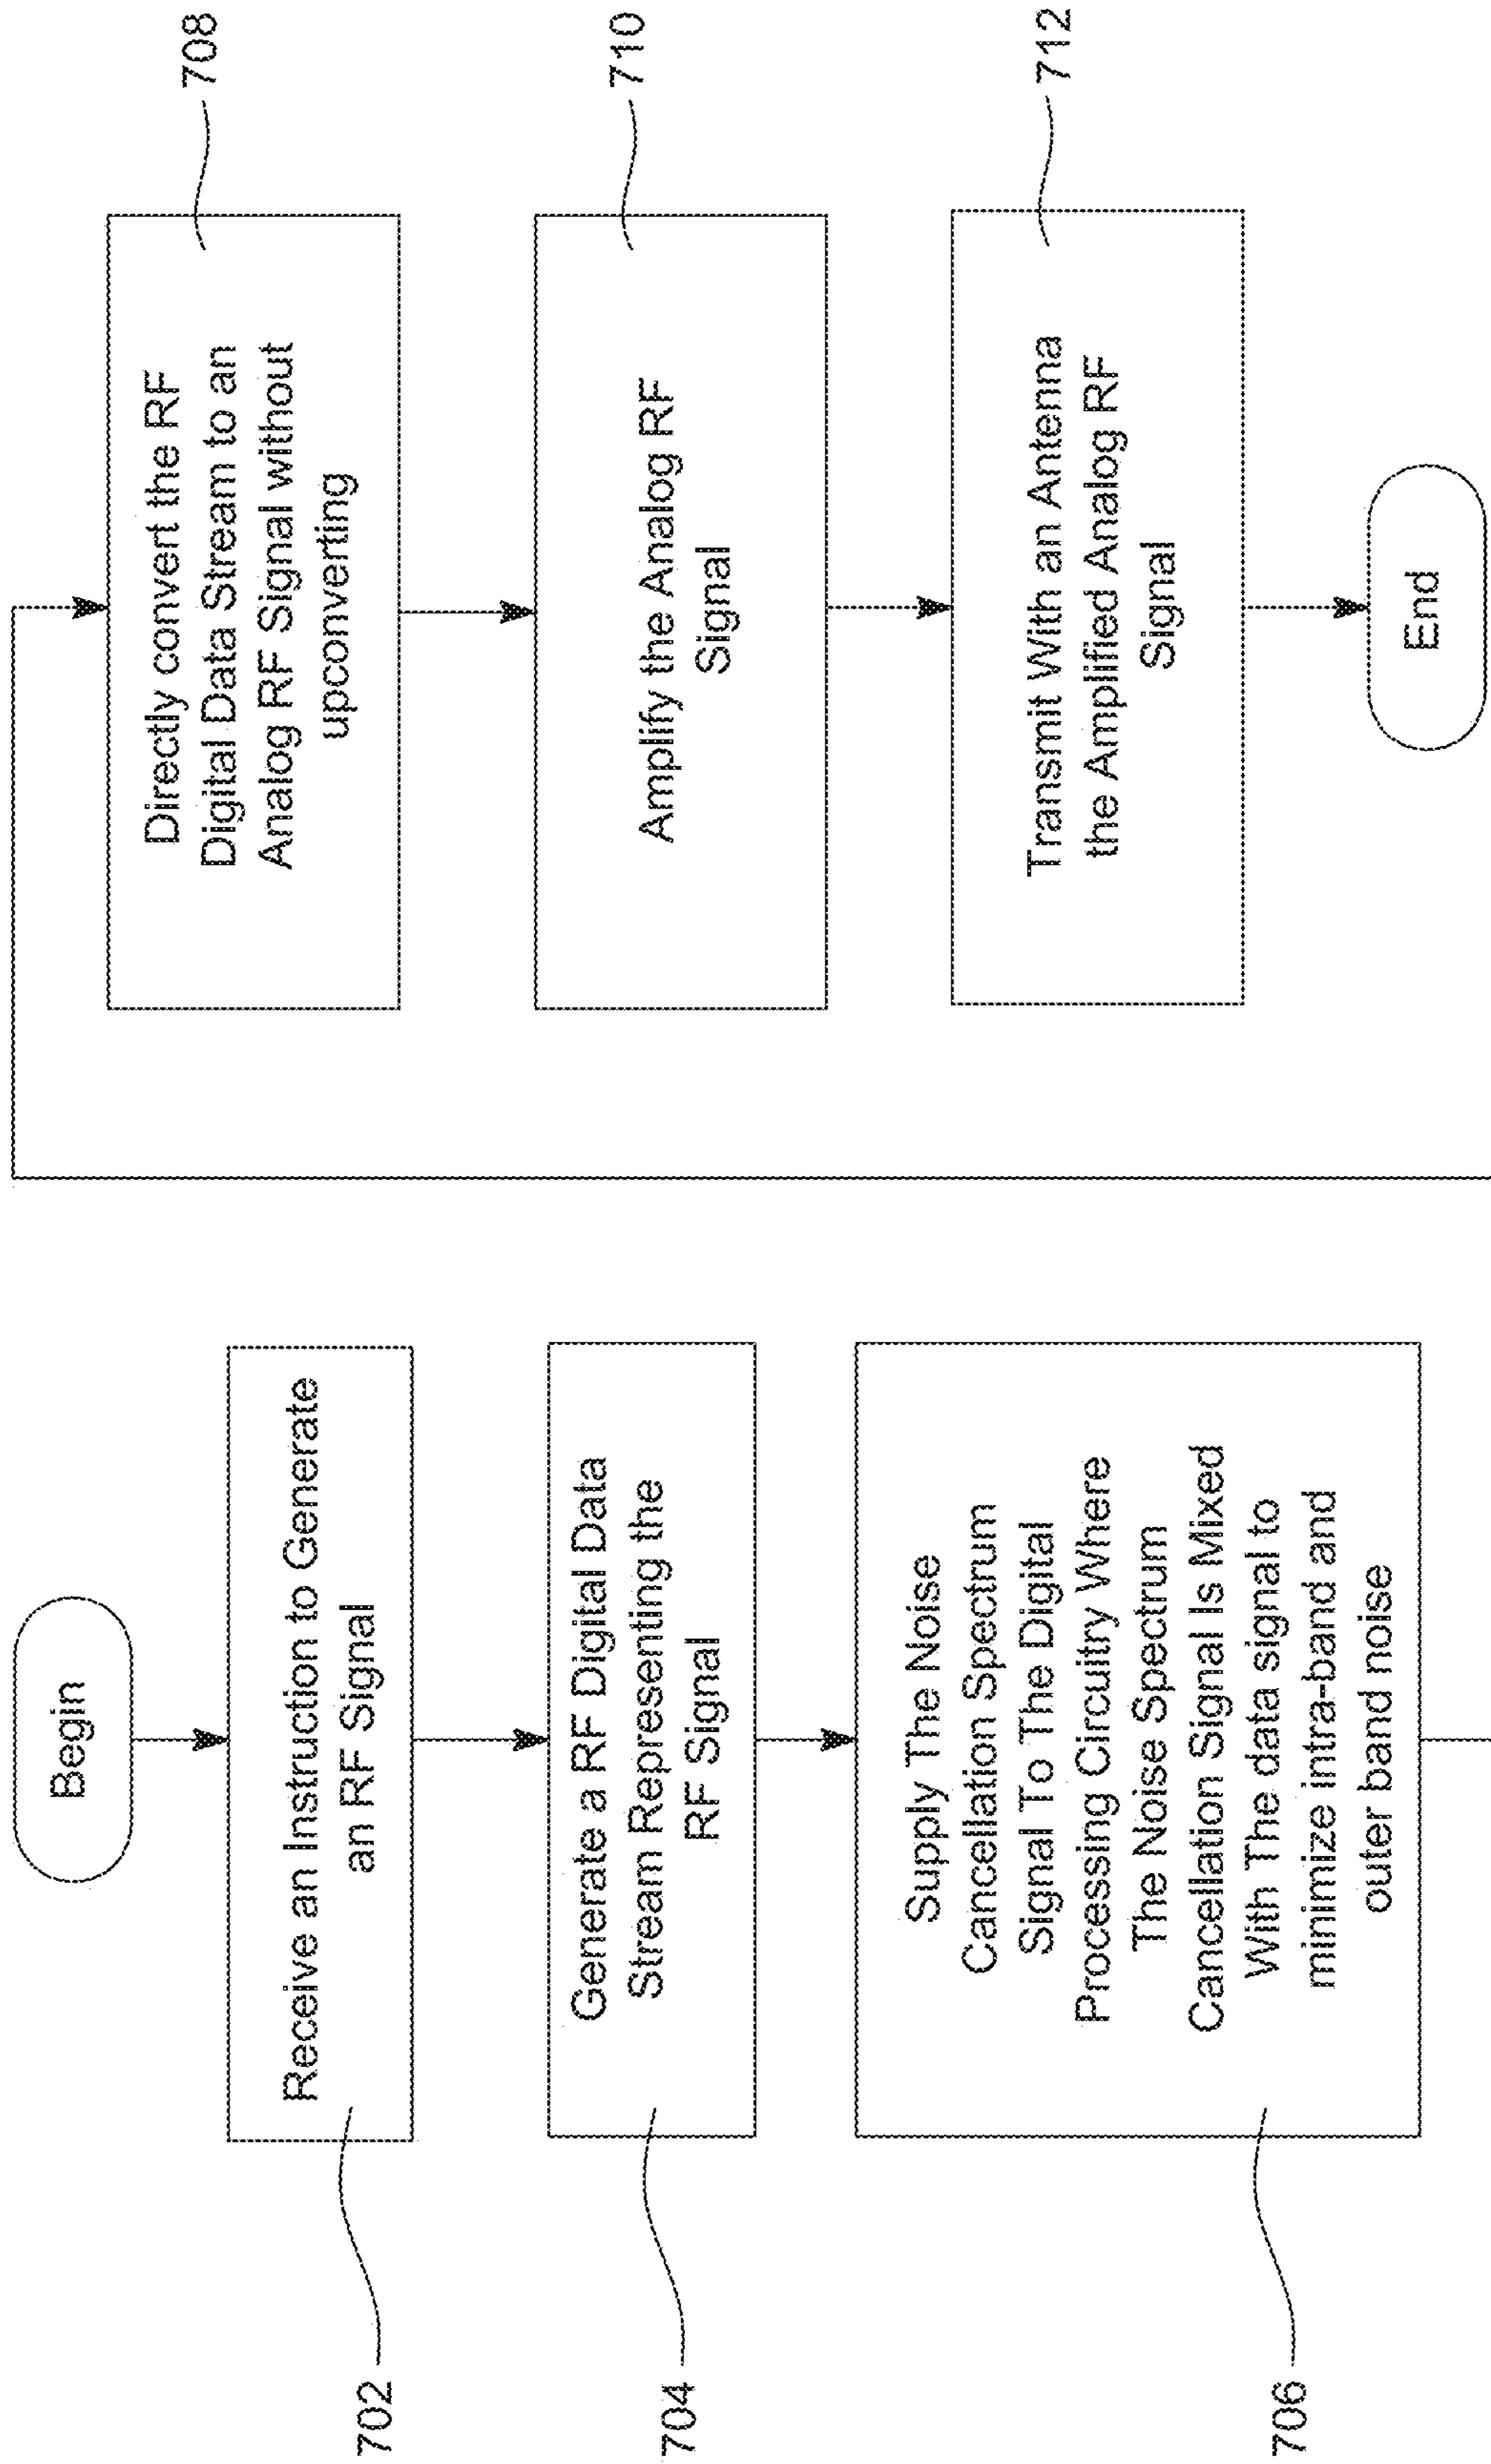 Begin
Receive an Instruction to Generate
an RF Signal
702
Generate a RF Digital Data
Stream Representing the
RF Signal
704
Supply The Noise
Cancellation Spectrum
Signal To The Digital
Processing Circuitry Where
The Noise Spectrum
Cancellation Signal Is Mixed
With The data signal to
minimize intra-band and
outer band noise
706
Directly convert the RF
Digital Data Stream to an
Analog RF Signal without
upconverting
708
Amplify the Analog RF
Signal
710
Transmit With an Antenna
the Amplified Analog RF
Signal
712
End